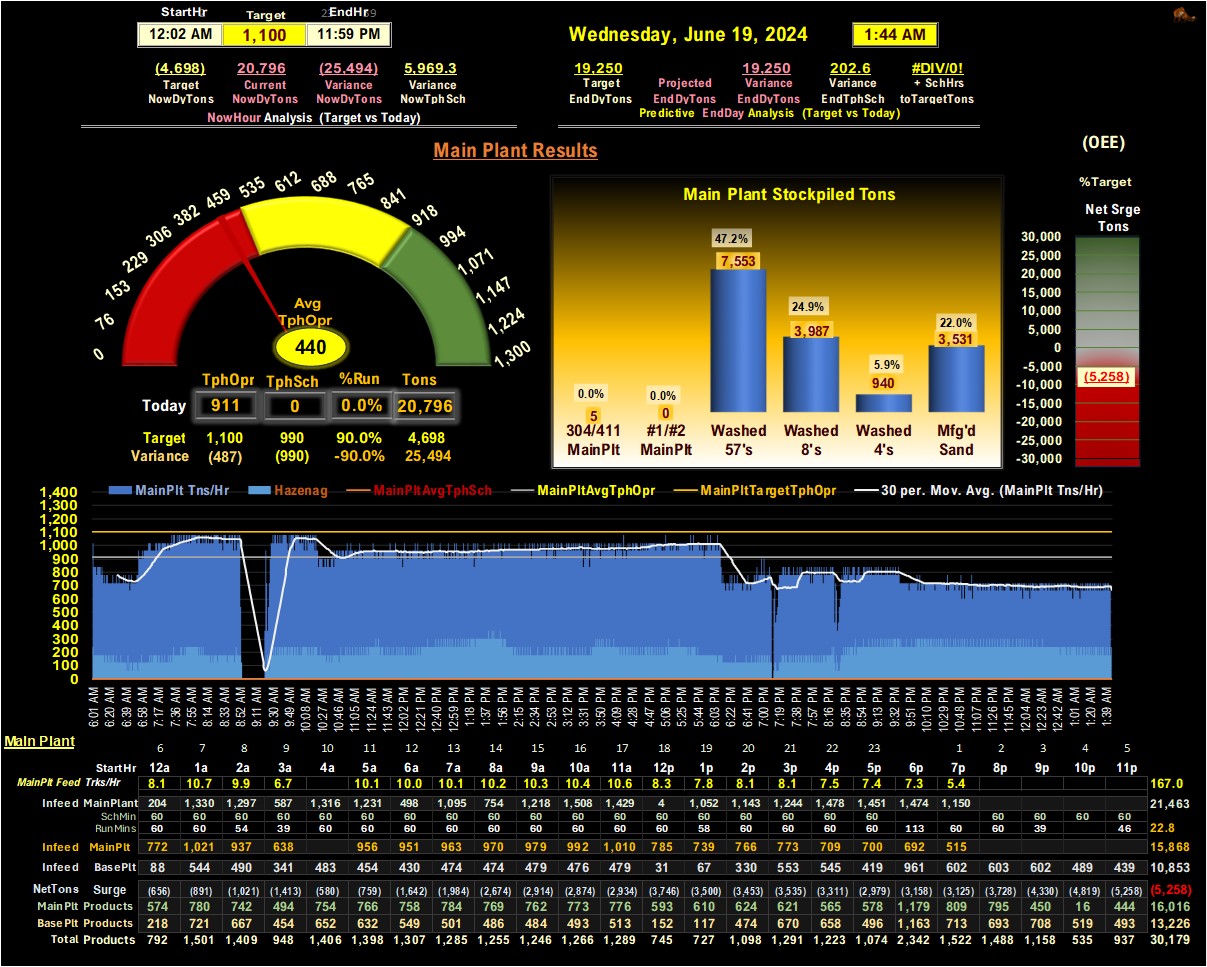 StartHr Target EndHr
12:02 AM 1,100 11:59 PM
Wednesday, June 19, 2024 1:44 AM
(4,698) 20,796 (25,494) 5,969.3
Target Current Variance Variance
NowDyTons NowDyTons NowDyTons NowTphSch
NowHour Analysis (Target vs Today)
19,250 19,250 202.6 #DIV/0!
Target Projected Variance Variance + SchHrs
EndDyTons EndDyTons EndDyTons EndTphSch toTargetTons
Predictive EndDay Analysis (Target vs Today)
Main Plant Results
(OEE)
%Target
Net Srge
Tons
0 76 153 229 306 382 459 535 612 688 765 841 918 994 1,071 1,147 1,224 1,300
Avg
TphOpr
440
TphOpr TphSch %Run Tons
Today 911 0 0.0% 20,796
Target 1,100 990 90.0% 4,698
Variance (487) (990) -90.0% 25,494
Main Plant Stockpiled Tons
0.0% 0.0% 47.2% 24.9% 5.9% 22.0%
5 0 7,553 3,987 940 3,531
304/411 #1/#2 Washed Washed Washed Mfg'd
MainPlt MainPlt 57's 8's 4's Sand
30,000
25,000
20,000
15,000
10,000
5,000
0
-5,000
(5,258)
-10,000
-15,000
-20,000
-25,000
-30,000
MainPlt Tns/Hr Hazenag MainPltAvgTphSch MainPltAvgTphOpr MainPltTargetTphOpr 30 per. Mov. Avg. (MainPlt Tns/Hr)
1,400
1,300
1,200
1,100
1,000
900
800
700
600
500
400
300
200
100
0
6:01 AM 6:20 AM 6:39 AM 6:58 AM 7:17 AM 7:36 AM 7:55 AM 8:14 AM 8:33 AM 8:52 AM 9:11 AM 9:30 AM 9:49 AM 10:08 AM 10:27 AM 10:46 AM 11:05 AM 11:24 AM 11:43 AM 12:02 PM 12:21 PM 12:40 PM 12:59 PM 1:18 PM 1:37 PM 1:56 PM 2:15 PM 2:34 PM 2:53 PM 3:12 PM 3:31 PM 3:50 PM 4:09 PM 4:28 PM 4:47 PM 5:06 PM 5:25 PM 5:44 PM 6:03 PM 6:22 PM 6:41 PM 7:00 PM 7:19 PM 7:38 PM 7:57 PM 8:16 PM 8:35 PM 8:54 PM 9:13 PM 9:32 PM 9:51 PM 10:10 PM 10:29 PM 10:48 PM 11:07 PM 11:26 PM 11:45 PM 12:04 AM 12:23 AM 12:42 AM 1:01 AM 1:20 AM 1:39 AM
Main Plant
6 7 8 9 10 11 12 13 14 15 16 17 18 19 20 21 22 23 1 2 3 4 5
StartHr 12a 1a 2a 3a 4a 5a 6a 7a 8a 9a 10a 11a 12p 1p 2p 3p 4p 5p 6p 7p 8p 9p 10p 11p
MainPlt Feed Trks/Hr 8.1 10.7 9.9 6.7 10.1 10.0 10.1 10.2 10.3 10.4 10.6 8.3 7.8 8.1 8.1 7.5 7.4 7.3 5.4 167.0
Infeed MainPlant 204 1,330 1,297 587 1,316 1,231 498 1,095 754 1,218 1,508 1,429 4 1,052 1,143 1,244 1,478 1,451 1,474 1,150 21,463
SchMin 60 60 60 60 60 60 60 60 60 60 60 60 60 60 60 60 60 60 60 60 60 60
RunMins 60 60 54 39 60 60 60 60 60 60 60 60 58 60 60 60 60 113 60 60 39 46 22.8
Infeed MainPlt 772 1,021 937 638 956 951 963 970 979 992 1,010 785 739 766 773 709 700 692 515 15,868
Infeed BasePlt 88 544 490 341 483 454 430 474 474 479 476 479 31 67 330 553 545 419 961 602 603 602 489 439 10,853
NetTons Surge (656) (891) (1,021) (1,413) (580) (759) (1,642) (1,984) (2,674) (2,914) (2,874) (2,934) (3,746) (3,500) (3,453) (3,535) (3,311) (2,979) (3,158) (3,125) (3,728) (4,330) (4,819) (5,258) (5,258)
MainPlt Products 574 780 742 494 754 766 758 784 769 762 773 776 593 610 624 621 565 578 1,179 809 795 450 16 444 16,016
BasePlt Products 218 721 667 454 652 632 549 501 486 484 493 513 152 117 474 670 658 496 1,163 713 693 708 519 493 13,226
Total Products 792 1,501 1,409 948 1,406 1,398 1,307 1,285 1,255 1,246 1,266 1,289 745 727 1,098 1,291 1,223 1,074 2,342 1,522 1,488 1,158 535 937 30,179